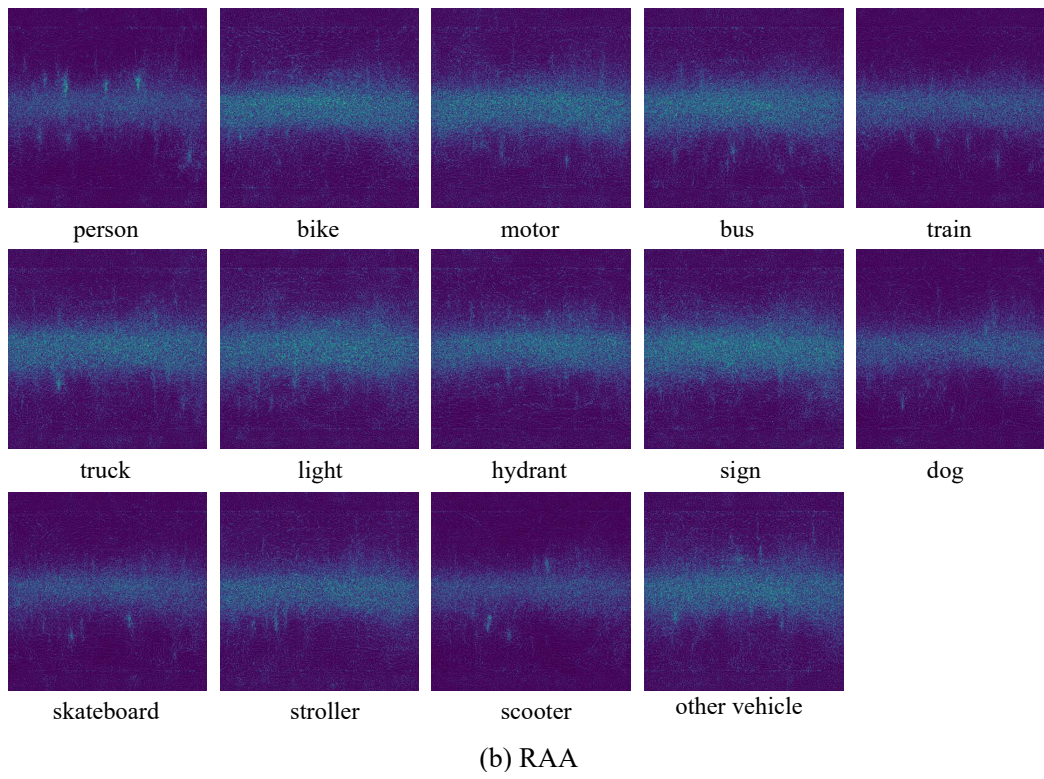 person bike motor bus train
truck light hydrant sign dog
skateboard stroller scooter other vehicle
(b) RAA